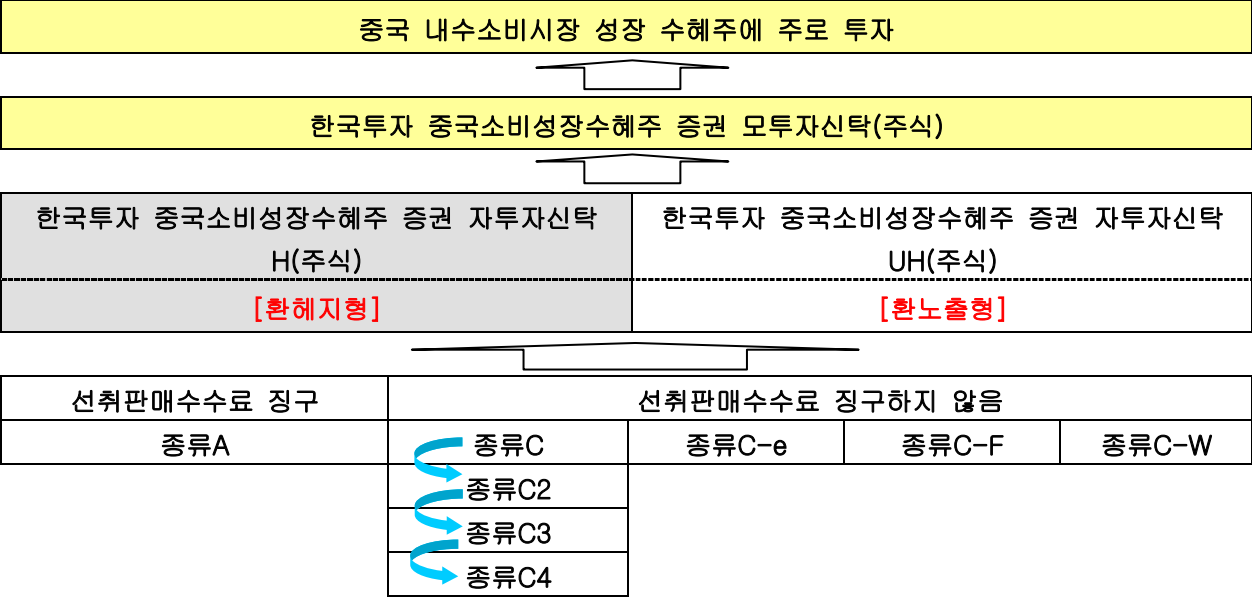 중국 내수소비시장 성장 수혜주에 주로 투자
한국투자 중국소비성장수혜주 증권 모투자신탁(주식)
한국투자 중국소비성장수혜주 증권 자투자신탁
H(주식)
[환헤지형]
한국투자 중국소비성장수혜주 증권 자투자신탁
UH(주식)
[환노출형]
선취판매수수료 징구
선취판매수수료 징구하지 않음
종류A
종류C
종류C-e
종류C-F
종류C-W
종류C2
종류C3
종류C4